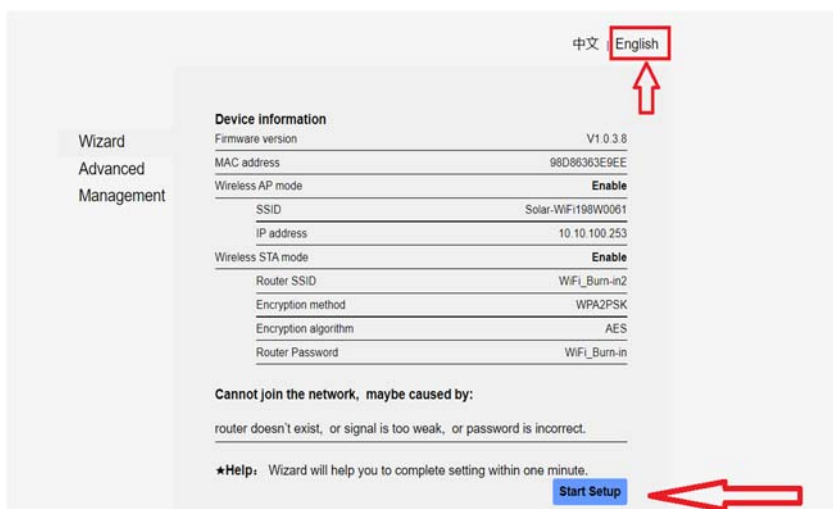 中文 | English
Device information
Wizard
Firmware version V1.0.3.8
Advanced
MAC address 98D86363E9EE
Management
Wireless AP mode Enable
SSID Solar-WiFi198W0061
IP address 10.10.100.253
Wireless STA mode Enable
Router SSID WiFi_Burn-in2
Encryption method WPA2PSK
Encryption algorithm AES
Router Password WiFi_Burn-in
Cannot join the network, maybe caused by:
router doesn't exist, or signal is too weak, or password is incorrect.
★Help: Wizard will help you to complete setting within one minute.
Start Setup